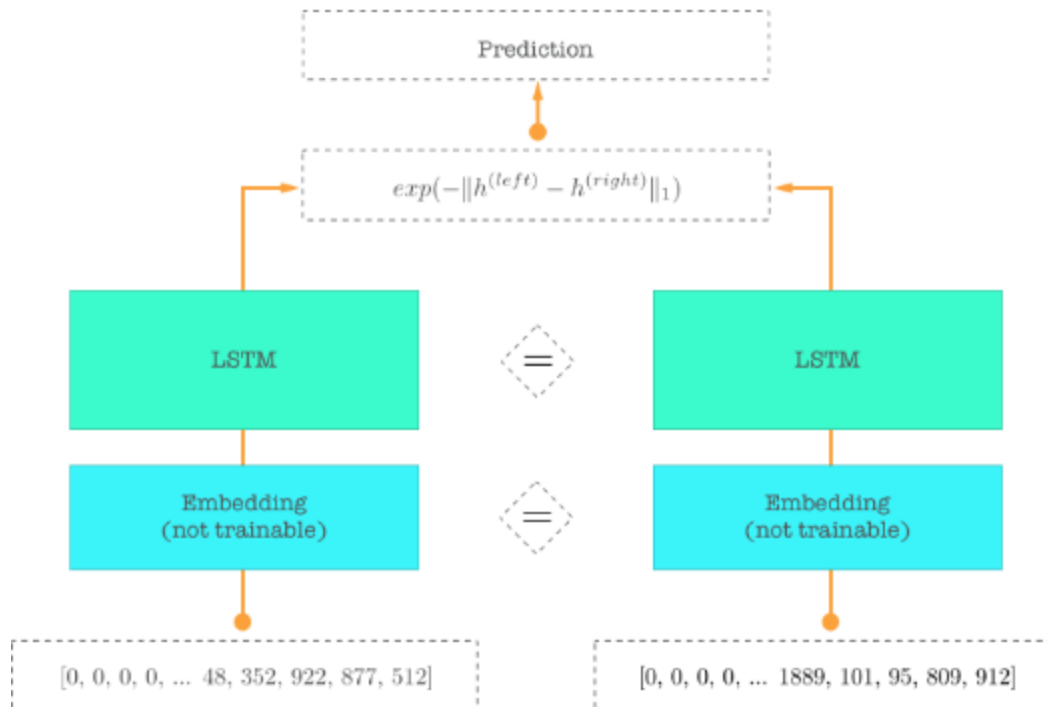 Prediction
exp(−‖h^(left) − h^(right)‖₁)
LSTM
=
LSTM
Embedding
(not trainable)
=
Embedding
(not trainable)
[0, 0, 0, 0, ... 48, 352, 922, 877, 512]
[0, 0, 0, 0, ... 1889, 101, 95, 809, 912]